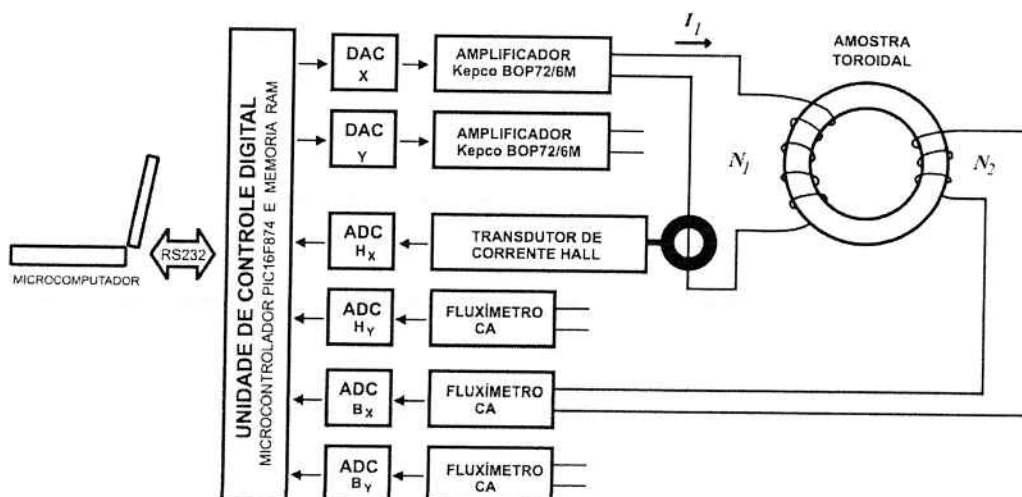 I1
AMOSTRA
TOROIDAL
DAC
X
AMPLIFICADOR
Kepco BOP72/6M
DAC
Y
AMPLIFICADOR
Kepco BOP72/6M
N1
N2
UNIDADE DE CONTROLE DIGITAL
MICROCONTROLADOR PIC16F874 E MEMORIA RAM
RS232
MICROCOMPUTADOR
ADC
HX
TRANSDUTOR DE
CORRENTE HALL
ADC
HY
FLUXÍMETRO
CA
ADC
BX
FLUXÍMETRO
CA
ADC
BY
FLUXÍMETRO
CA